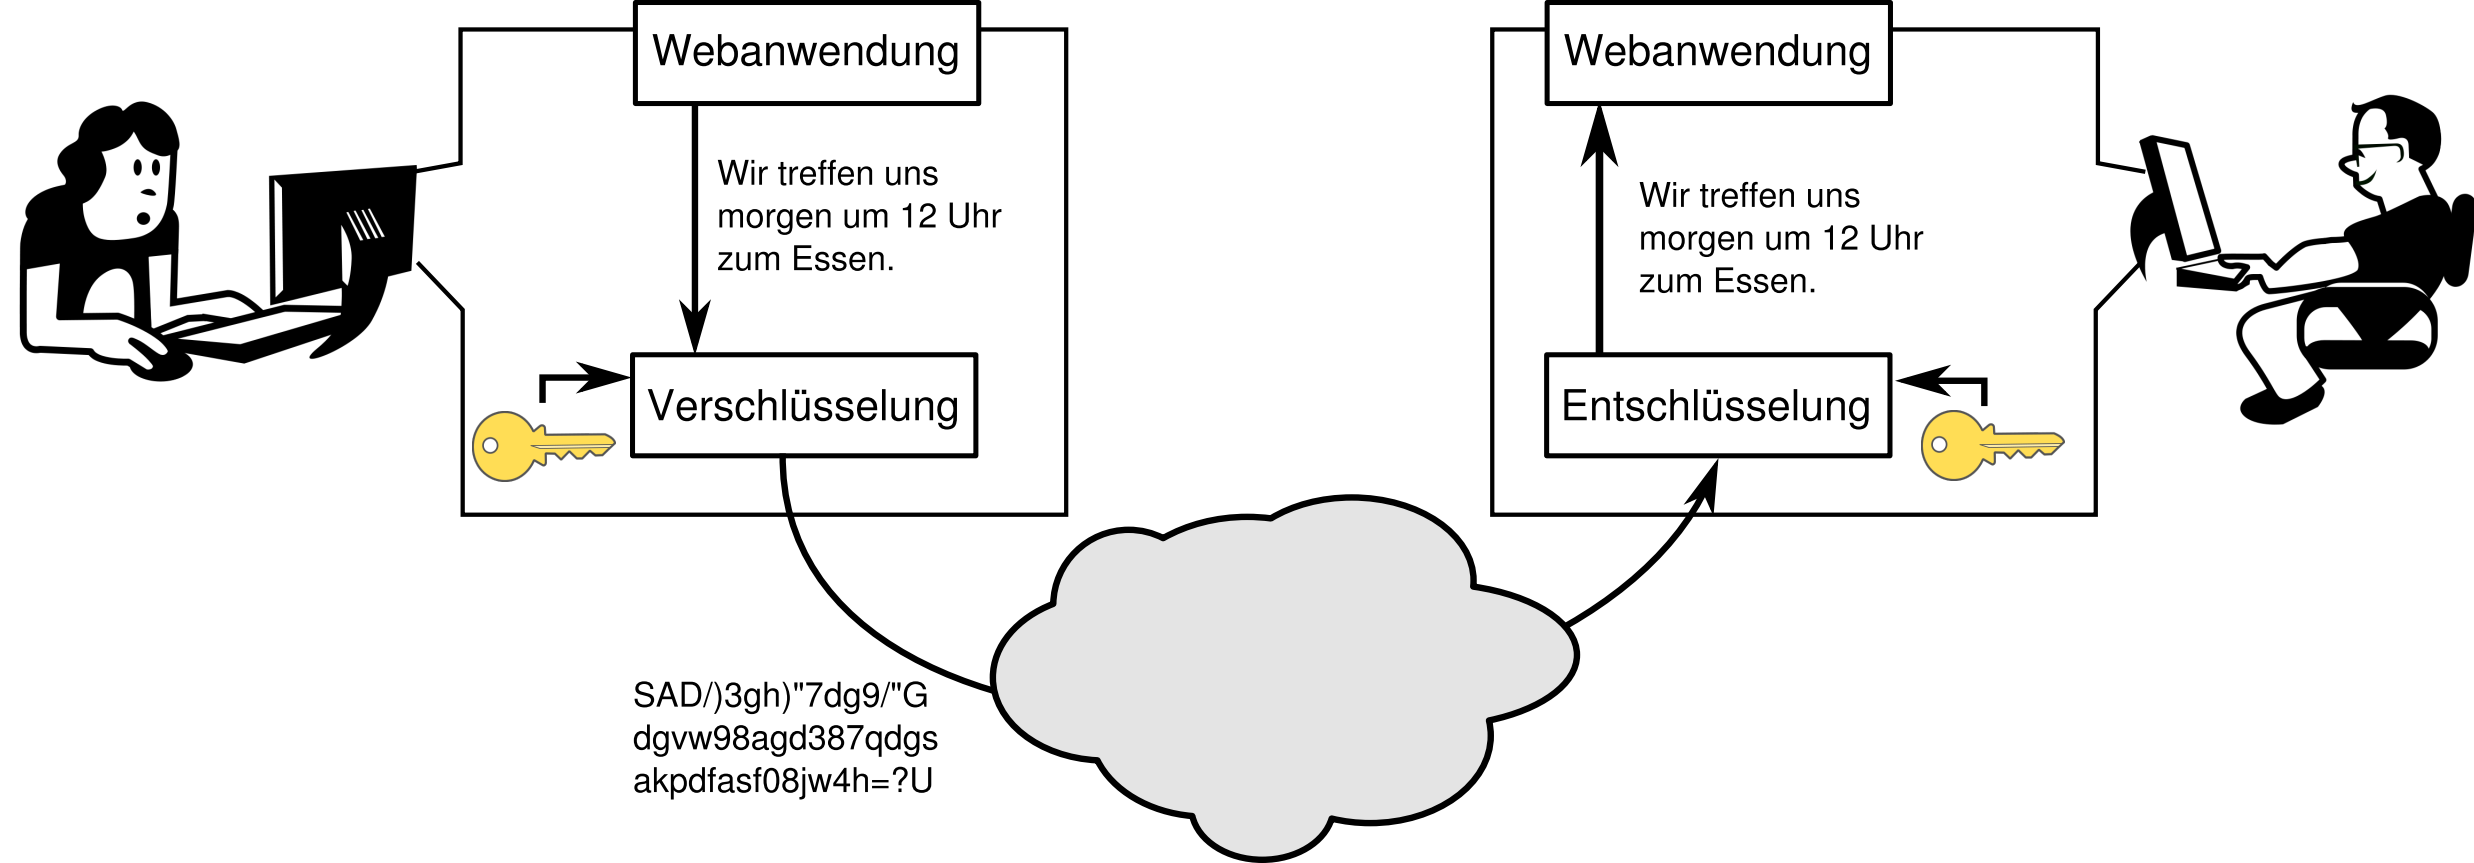 Webanwendung
Wir treffen uns
morgen um 12 Uhr
zum Essen.
Verschlüsselung
SAD/)3gh)"7dg9/"G
dgvw98agd387qdgs
akpdfasf08jw4h=?U
Webanwendung
Wir treffen uns
morgen um 12 Uhr
zum Essen.
Entschlüsselung